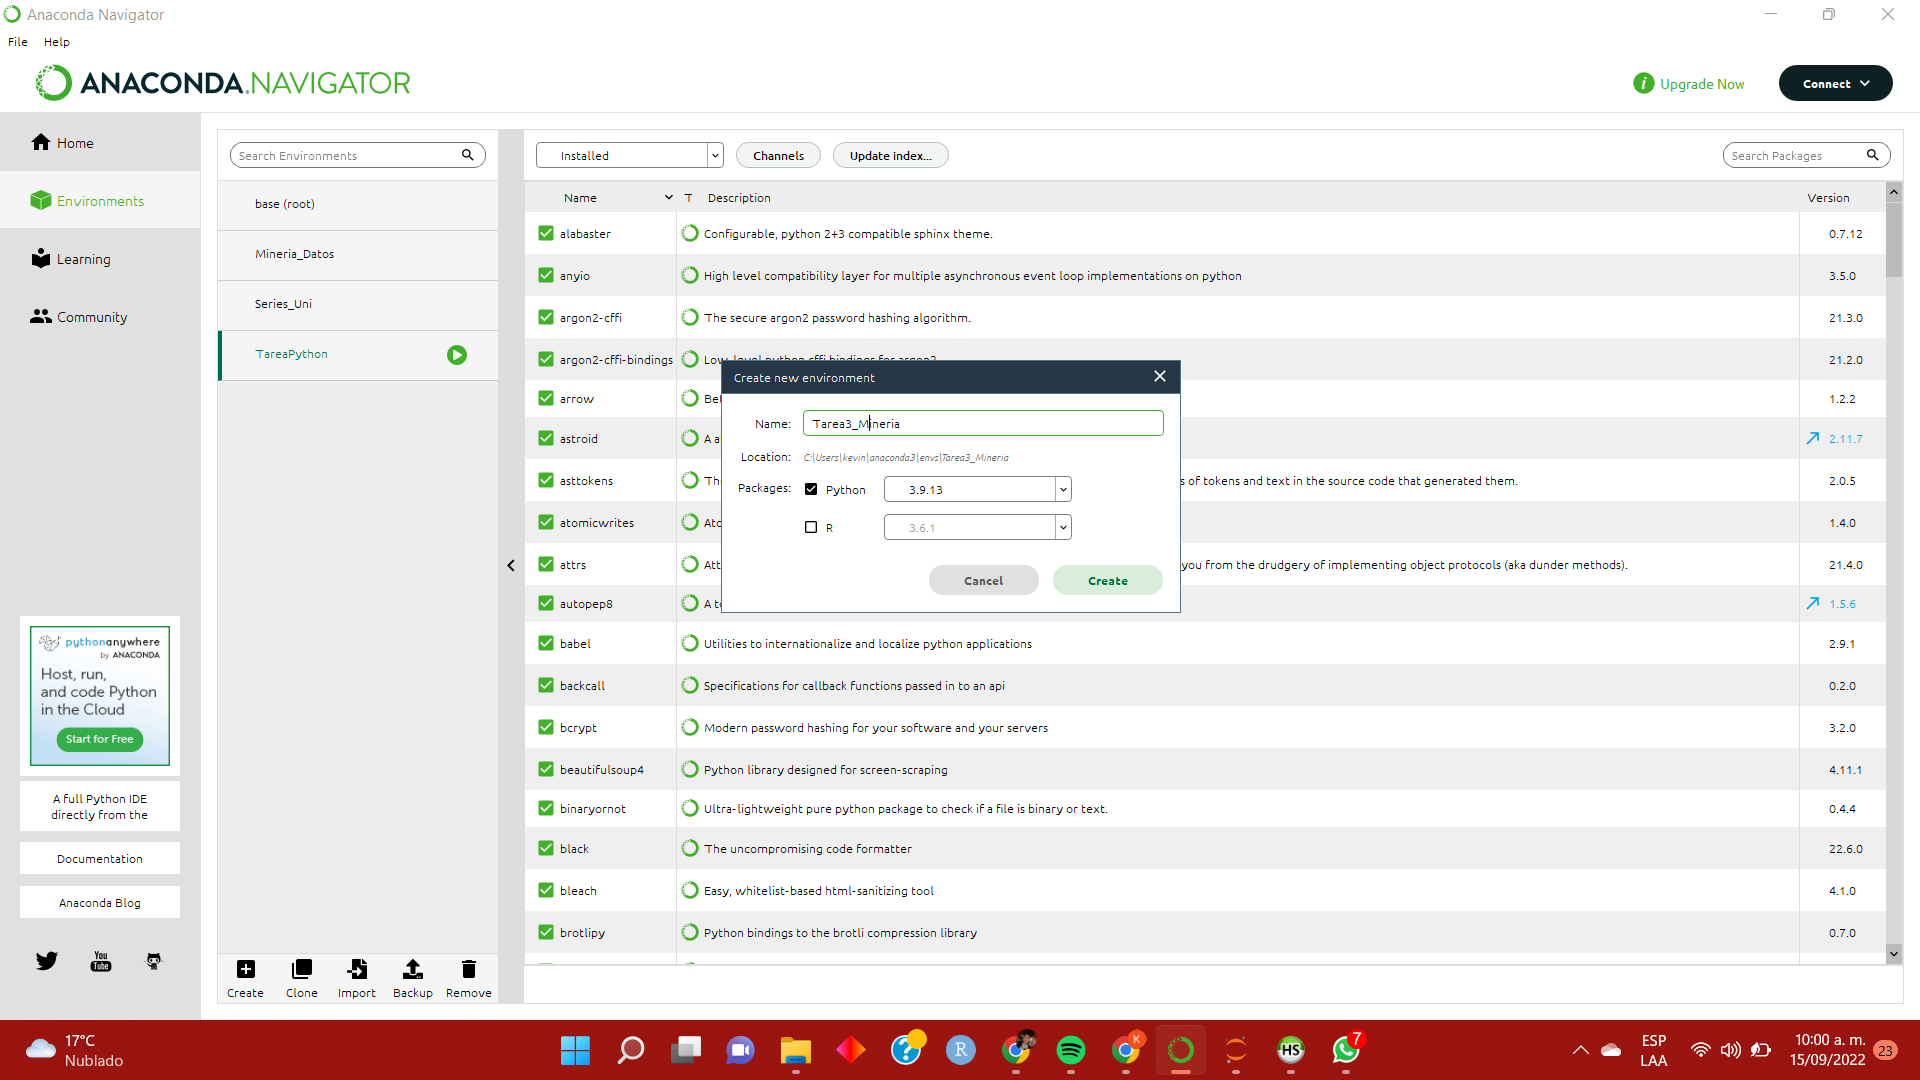 Anaconda Navigator
File Help
ANACONDA.NAVIGATOR
Upgrade Now
Connect
Home
Environments
Learning
Community
Search Environments
base (root)
Mineria_Datos
Series_Uni
TareaPython
Installed
Channels
Update index...
Search Packages
Name T Description Version
alabaster Configurable, python 2+3 compatible sphinx theme. 0.7.12
anyio High level compatibility layer for multiple asynchronous event loop implementations on python 3.5.0
argon2-cffi The secure argon2 password hashing algorithm. 21.3.0
argon2-cffi-bindings Low-level python cffi bindings for argon2 21.2.0
arrow Bel 1.2.2
astroid A a 2.11.7
asttokens The s of tokens and text in the source code that generated them. 2.0.5
atomicwrites Ato 1.4.0
attrs Att you from the drudgery of implementing object protocols (aka dunder methods). 21.4.0
autopep8 A to 1.5.6
babel Utilities to internationalize and localize python applications 2.9.1
backcall Specifications for callback functions passed in to an api 0.2.0
bcrypt Modern password hashing for your software and your servers 3.2.0
beautifulsoup4 Python library designed for screen-scraping 4.11.1
binaryornot Ultra-lightweight pure python package to check if a file is binary or text. 0.4.4
black The uncompromising code formatter 22.6.0
bleach Easy, whitelist-based html-sanitizing tool 4.1.0
brotlipy Python bindings to the brotli compression library 0.7.0
Create new environment
Name: Tarea3_Mineria
Location: C:\Users\kevin\anaconda3\envs\Tarea3_Mineria
Packages: Python 3.9.13
R 3.6.1
Cancel
Create
pythonanywhere
by ANACONDA
Host, run,
and code Python
in the Cloud
Start for Free
A full Python IDE
directly from the
Documentation
Anaconda Blog
You
Tube
Create Clone Import Backup Remove
17°C
Nublado
?
R
K
HS
7
ESP
LAA
10:00 a. m.
15/09/2022
23